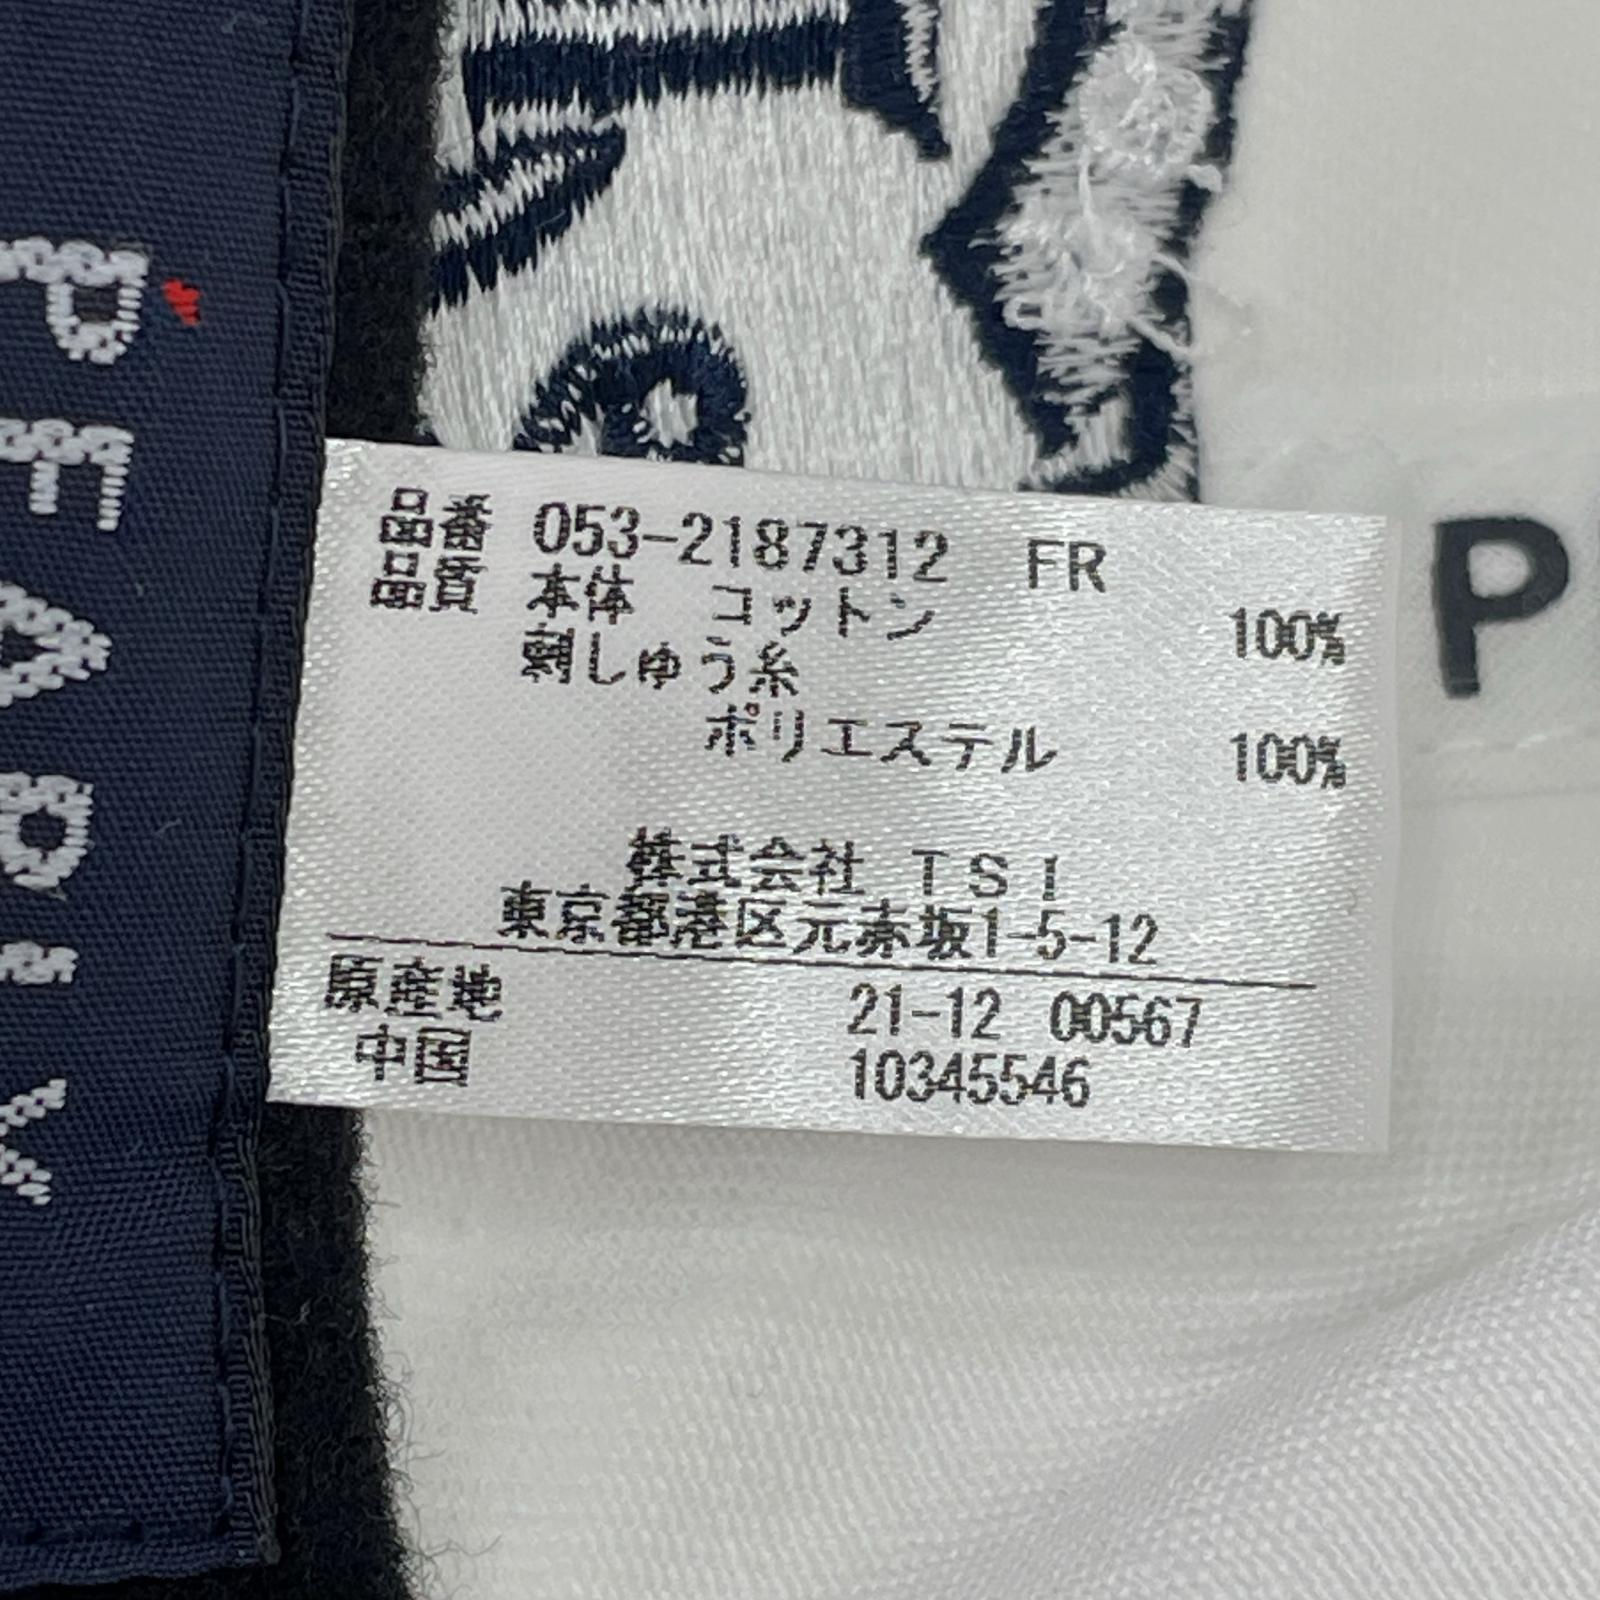 品番 053-2187312 FR
品質 本体 コットン 100%
刺しゅう糸
ポリエステル 100%
株式会社 TSI
東京都港区元赤坂1-5-12
原産地 21-12 00567
中国 10345546
PEARLY
P